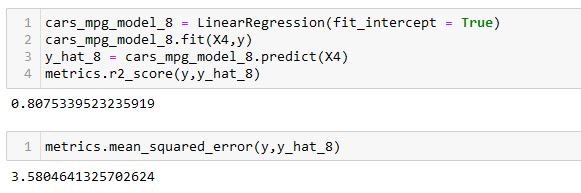 1 cars_mpg_model_8 = LinearRegression(fit_intercept = True)
2 cars_mpg_model_8.fit(X4,y)
3 y_hat_8 = cars_mpg_model_8.predict(X4)
4 metrics.r2_score(y,y_hat_8)
0.8075339523235919
1 metrics.mean_squared_error(y,y_hat_8)
3.5804641325702624